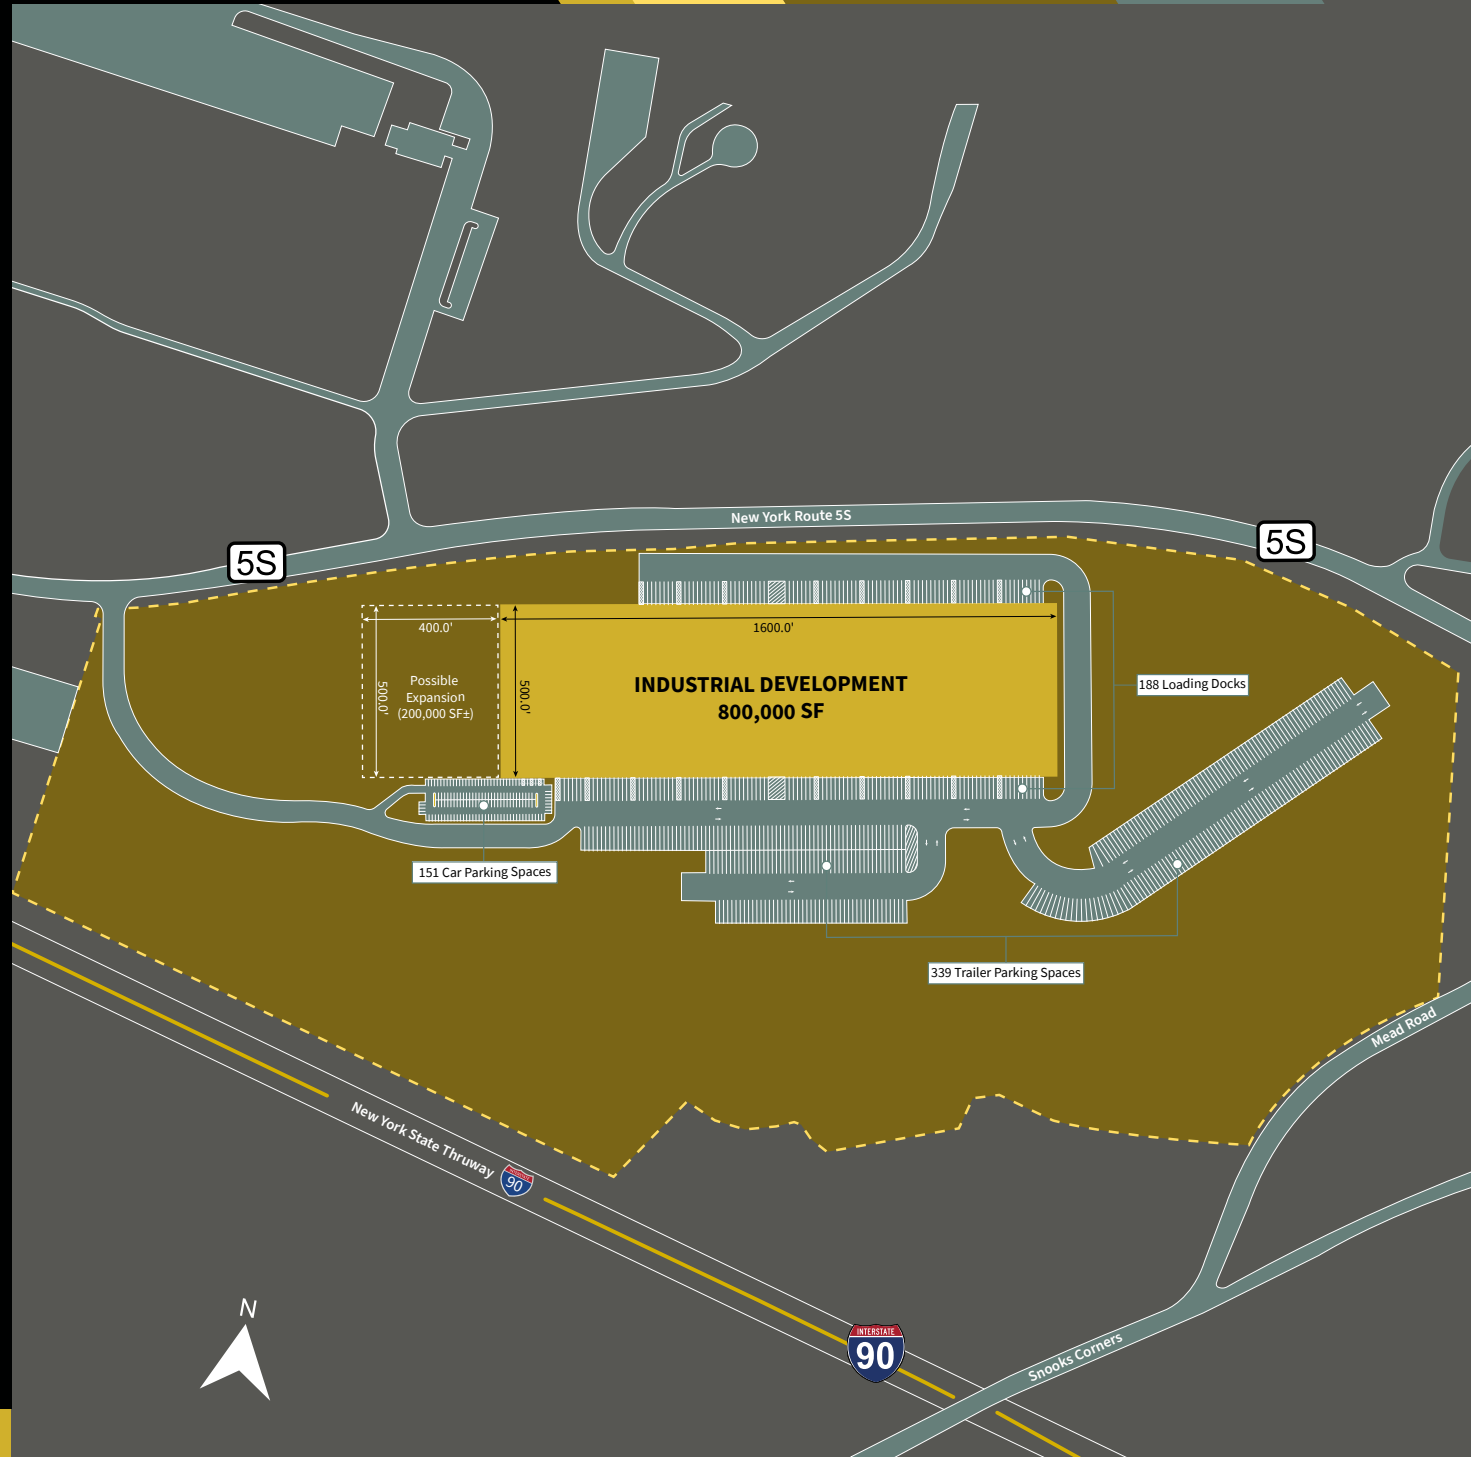 New York Route 5S
5S
5S
400.0'
1600.0'
500.0'
Possible
Expansion
(200,000 SF±)
500.0'
INDUSTRIAL DEVELOPMENT
800,000 SF
188 Loading Docks
151 Car Parking Spaces
339 Trailer Parking Spaces
Mead Road
New York State Thruway
90
N
INTERSTATE
90
Snooks Corners